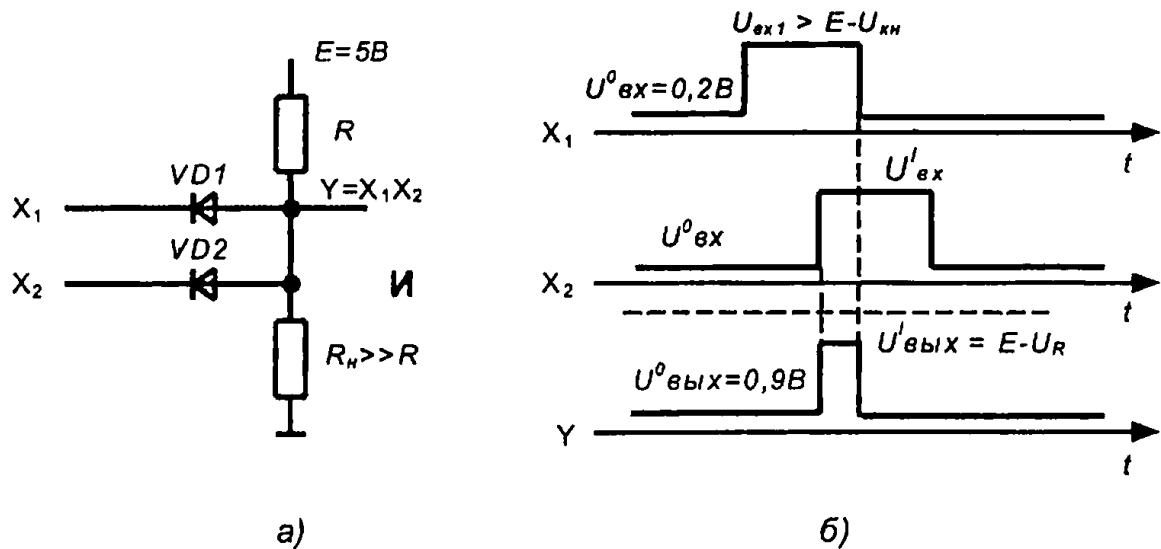 E=5В
R
VD1
Y=X₁X₂
X₁
VD2
X₂
И
Rн>>R
а)
Uвх1 > E-Uкн
U⁰вх=0,2В
X₁
t
U¹вх
U⁰вх
X₂
t
U¹вых = E-UR
U⁰вых=0,9В
Y
t
б)